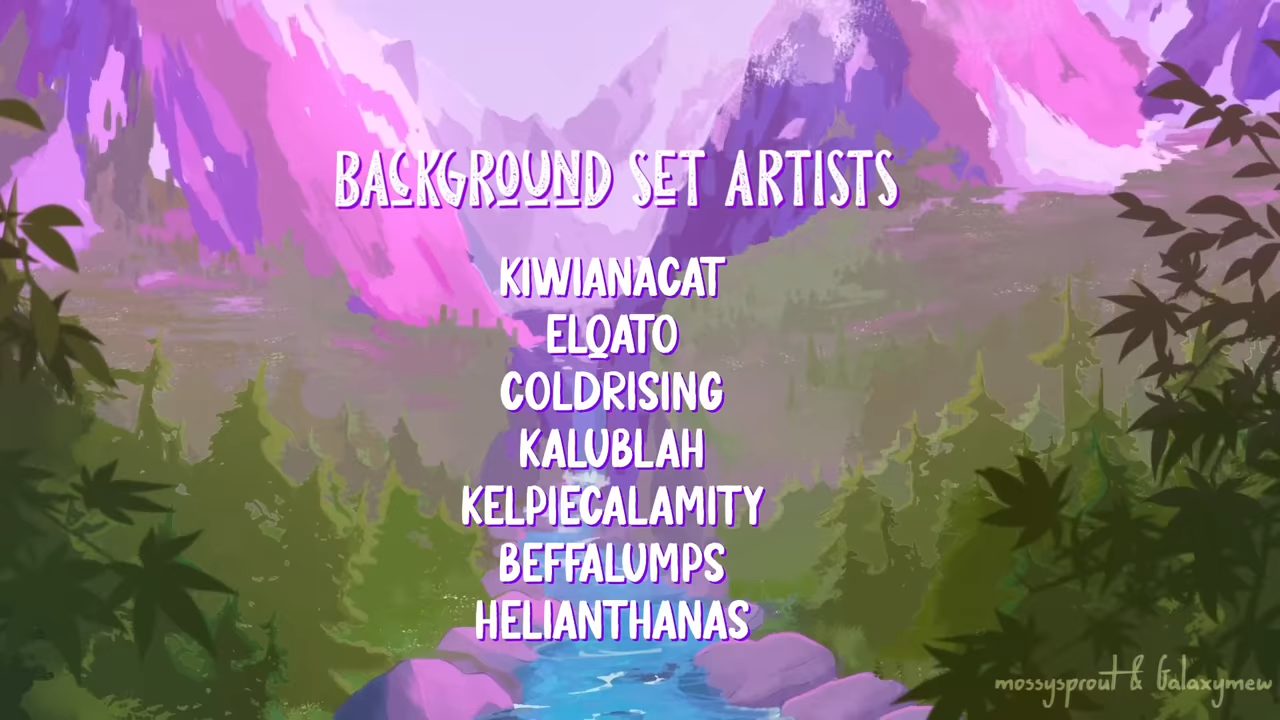 BACKGROUND SET ARTISTS
KIWIANACAT
ELQATO
COLDRISING
KALUBLAH
KELPIECALAMITY
BEFFALUMPS
HELIANTHANAS
mossysprout & Galaxymew